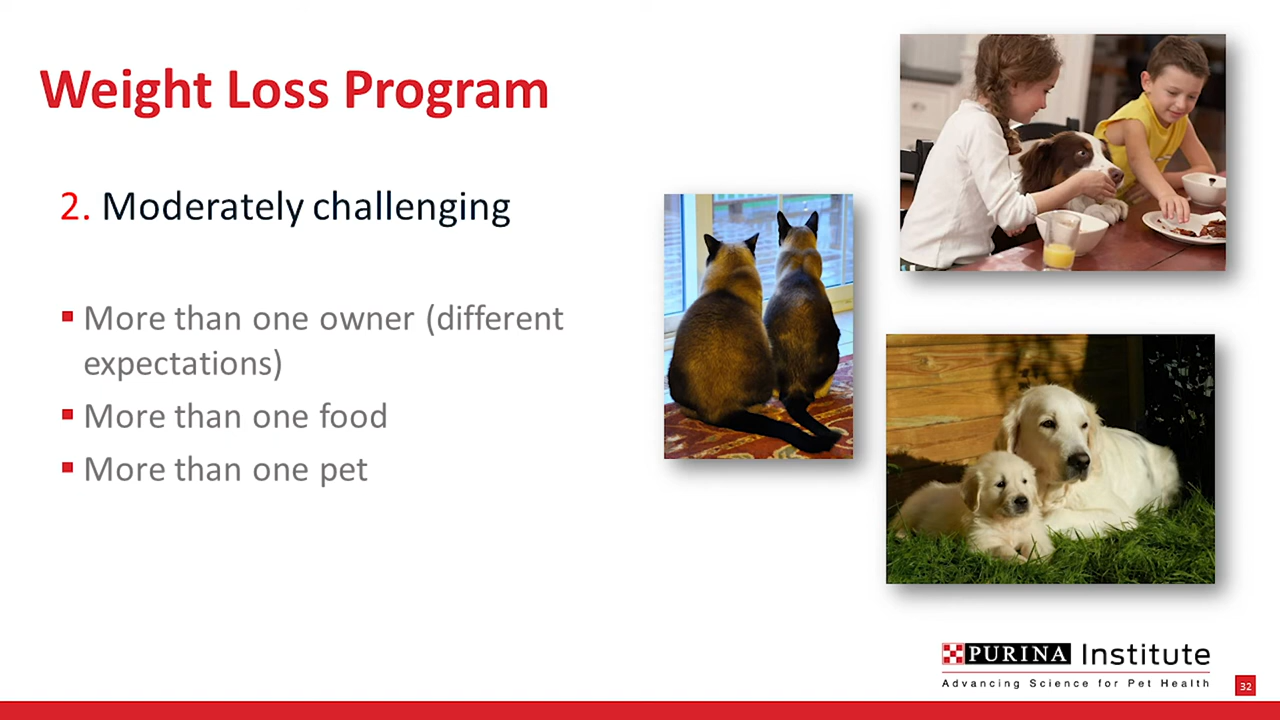 Weight Loss Program
2. Moderately challenging
▪ More than one owner (different
expectations)
▪ More than one food
▪ More than one pet
PURINA Institute
Advancing Science for Pet Health
32